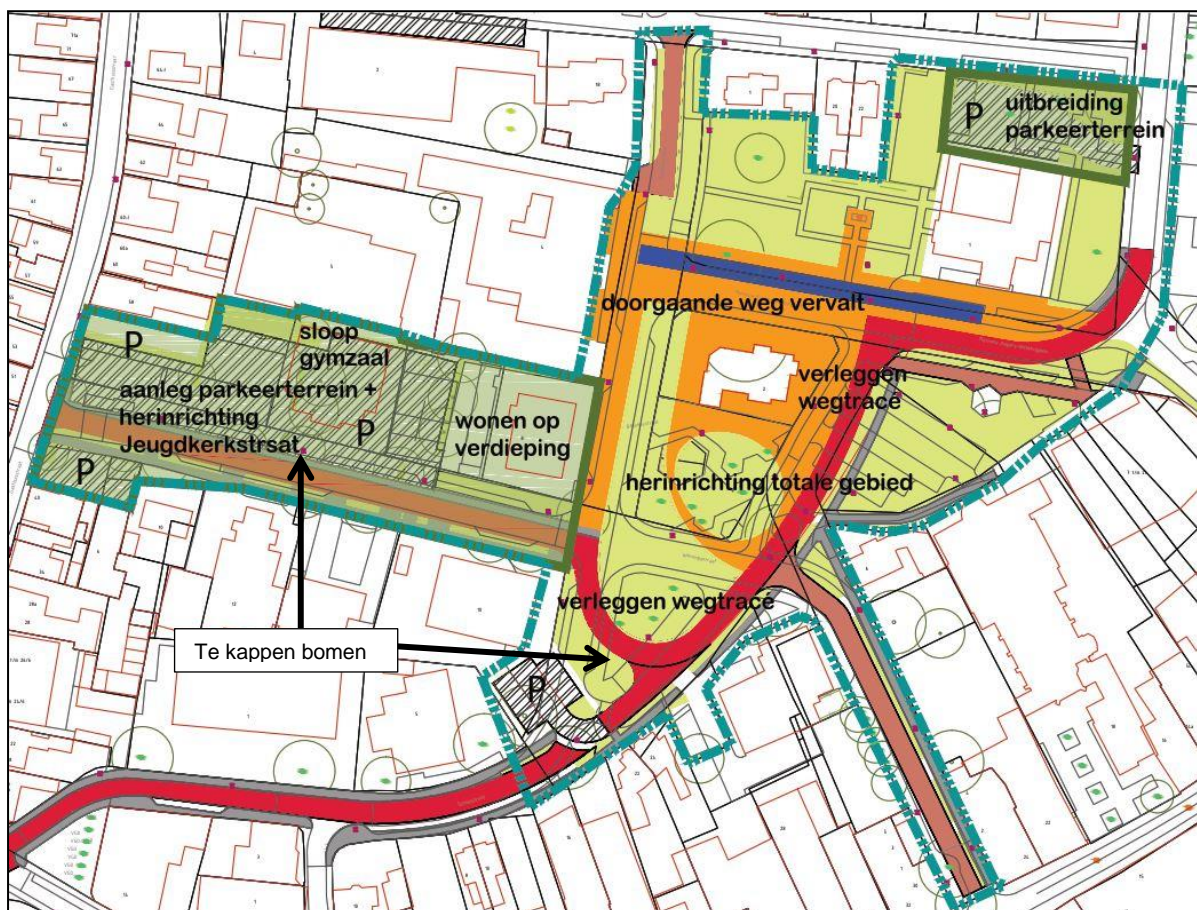 P uitbreiding
parkeerterrein
doorgaande weg vervalt
P
sloop
gymzaal
aanleg parkeerterrein +
herinrichting
Jeugdkerkstrsat
P
P
wonen op
verdieping
verleggen
wegtracé
herinrichting totale gebied
verleggen wegtracé
Te kappen bomen
P